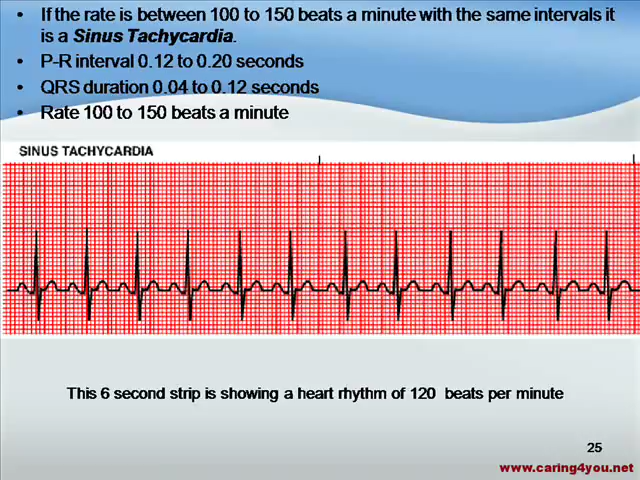 • If the rate is between 100 to 150 beats a minute with the same intervals it
is a Sinus Tachycardia.
• P-R interval 0.12 to 0.20 seconds
• QRS duration 0.04 to 0.12 seconds
• Rate 100 to 150 beats a minute
SINUS TACHYCARDIA
This 6 second strip is showing a heart rhythm of 120 beats per minute
25
www.caring4you.net